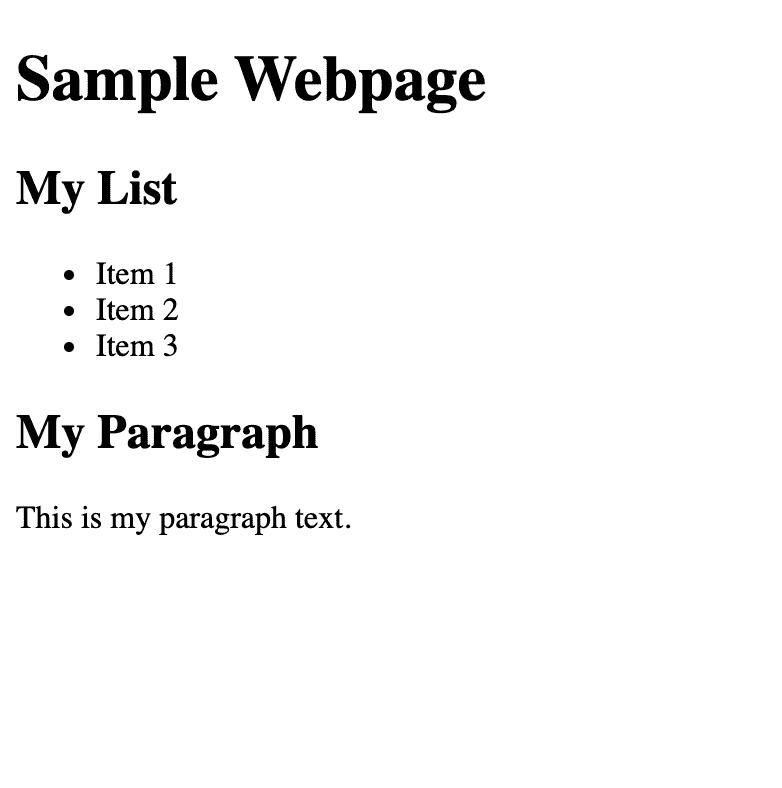 Sample Webpage
My List
• Item 1
• Item 2
• Item 3
My Paragraph
This is my paragraph text.